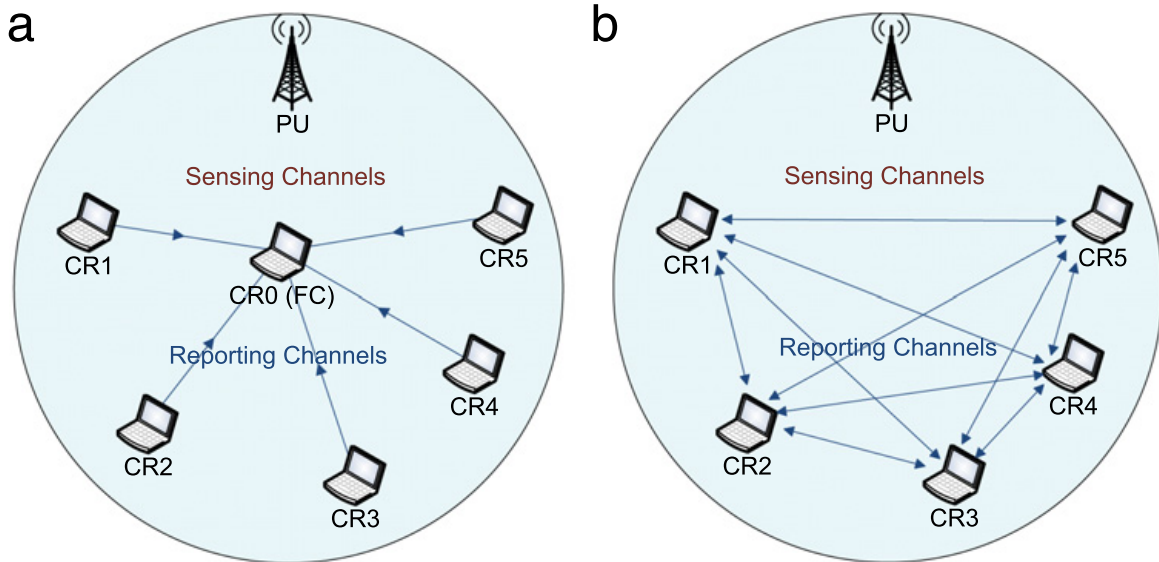 a
PU
Sensing Channels
CR1
CR5
CR0 (FC)
Reporting Channels
CR4
CR2
CR3
b
PU
Sensing Channels
CR1
CR5
Reporting Channels
CR4
CR2
CR3